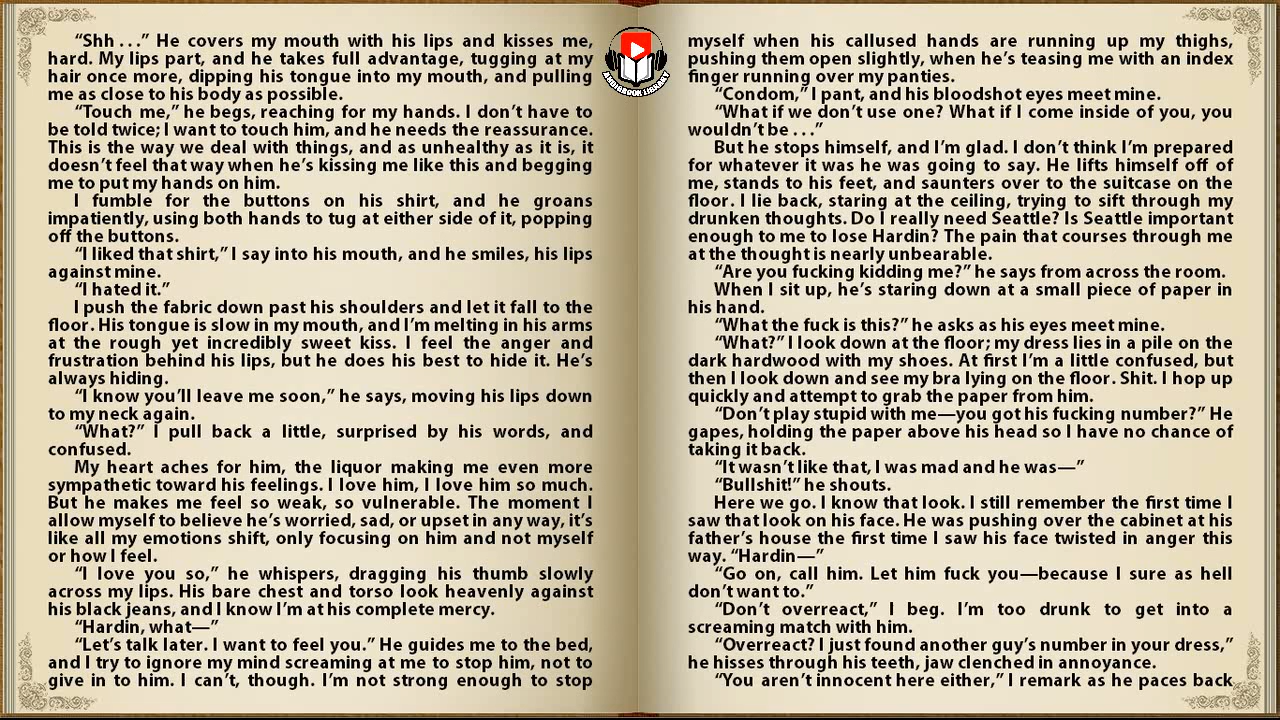 “Shh . . .” He covers my mouth with his lips and kisses me,
hard. My lips part, and he takes full advantage, tugging at my
hair once more, dipping his tongue into my mouth, and pulling
me as close to his body as possible.
“Touch me,” he begs, reaching for my hands. I don’t have to
be told twice; I want to touch him, and he needs the reassurance.
This is the way we deal with things, and as unhealthy as it is, it
doesn’t feel that way when he’s kissing me like this and begging
me to put my hands on him.
I fumble for the buttons on his shirt, and he groans
impatiently, using both hands to tug at either side of it, popping
off the buttons.
“I liked that shirt,” I say into his mouth, and he smiles, his lips
against mine.
“I hated it.”
I push the fabric down past his shoulders and let it fall to the
floor. His tongue is slow in my mouth, and I’m melting in his arms
at the rough yet incredibly sweet kiss. I feel the anger and
frustration behind his lips, but he does his best to hide it. He’s
always hiding.
“I know you’ll leave me soon,” he says, moving his lips down
to my neck again.
“What?” I pull back a little, surprised by his words, and
confused.
My heart aches for him, the liquor making me even more
sympathetic toward his feelings. I love him, I love him so much.
But he makes me feel so weak, so vulnerable. The moment I
allow myself to believe he’s worried, sad, or upset in any way, it’s
like all my emotions shift, only focusing on him and not myself
or how I feel.
“I love you so,” he whispers, dragging his thumb slowly
across my lips. His bare chest and torso look heavenly against
his black jeans, and I know I’m at his complete mercy.
“Hardin, what—”
“Let’s talk later. I want to feel you.” He guides me to the bed,
and I try to ignore my mind screaming at me to stop him, not to
give in to him. I can’t, though. I’m not strong enough to stop
AUDIOBOOK LIBRARY
myself when his callused hands are running up my thighs,
pushing them open slightly, when he’s teasing me with an index
finger running over my panties.
“Condom,” I pant, and his bloodshot eyes meet mine.
“What if we don’t use one? What if I come inside of you, you
wouldn’t be . . .”
But he stops himself, and I’m glad. I don’t think I’m prepared
for whatever it was he was going to say. He lifts himself off of
me, stands to his feet, and saunters over to the suitcase on the
floor. I lie back, staring at the ceiling, trying to sift through my
drunken thoughts. Do I really need Seattle? Is Seattle important
enough to me to lose Hardin? The pain that courses through me
at the thought is nearly unbearable.
“Are you fucking kidding me?” he says from across the room.
When I sit up, he’s staring down at a small piece of paper in
his hand.
“What the fuck is this?” he asks as his eyes meet mine.
“What?” I look down at the floor; my dress lies in a pile on the
dark hardwood with my shoes. At first I’m a little confused, but
then I look down and see my bra lying on the floor. Shit. I hop up
quickly and attempt to grab the paper from him.
“Don’t play stupid with me—you got his fucking number?” He
gapes, holding the paper above his head so I have no chance of
taking it back.
“It wasn’t like that, I was mad and he was—”
“Bullshit!” he shouts.
Here we go. I know that look. I still remember the first time I
saw that look on his face. He was pushing over the cabinet at his
father’s house the first time I saw his face twisted in anger this
way. “Hardin—”
“Go on, call him. Let him fuck you—because I sure as hell
don’t want to.”
“Don’t overreact,” I beg. I’m too drunk to get into a
screaming match with him.
“Overreact? I just found another guy’s number in your dress,”
he hisses through his teeth, jaw clenched in annoyance.
“You aren’t innocent here either,” I remark as he paces back